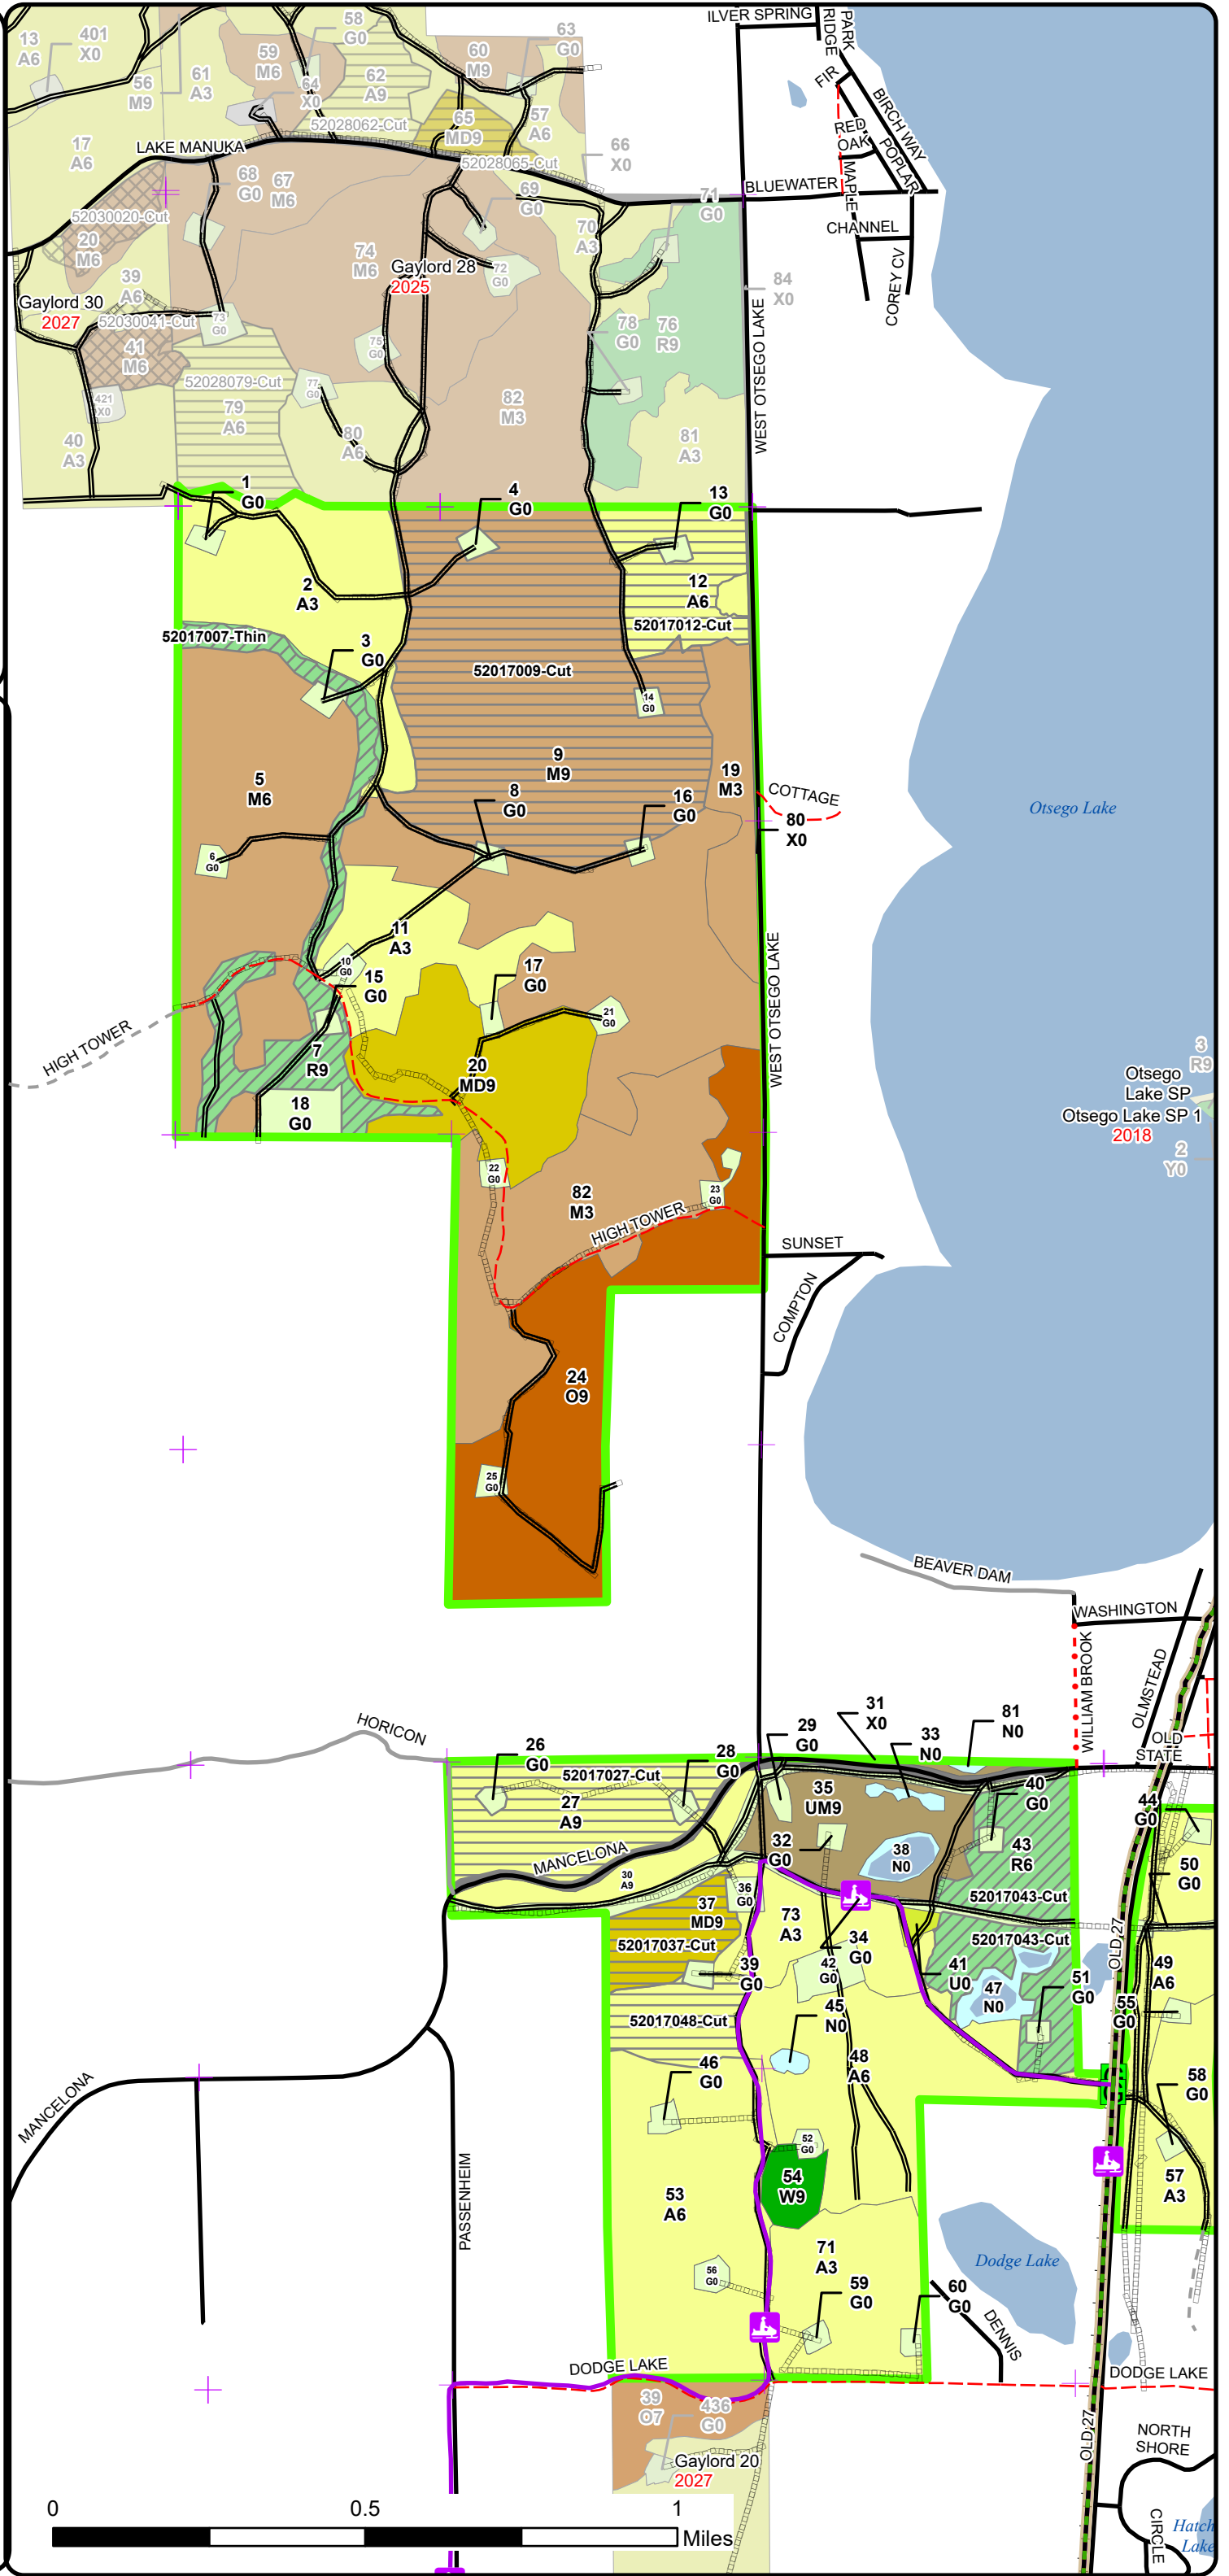 ILVER SPRING
PARK
RIDGE
FIR
BIRCH WAY
RED
OAK
POPLAR
MAPLE
BLUEWATER
CHANNEL
COREY CV
13
A6
401
X0
56
M9
61
A3
59
M6
58
G0
64
X0
62
A9
60
M9
63
G0
65
MD9
57
A6
66
X0
52028062-Cut
52028065-Cut
17
A6
LAKE MANUKA
68
G0
67
M6
69
G0
70
A3
71
G0
52030020-Cut
20
M6
39
A6
74
M6
Gaylord 28
2025
72
G0
84
X0
Gaylord 30
2027
52030041-Cut
73
G0
41
M6
75
G0
78
G0
76
R9
52028079-Cut
77
G0
421
X0
79
A6
82
M3
40
A3
80
A6
81
A3
WEST OTSEGO LAKE
1
G0
4
G0
13
G0
2
A3
12
A6
52017012-Cut
52017007-Thin
3
G0
52017009-Cut
14
G0
5
M6
9
M9
19
M3
8
G0
16
G0
COTTAGE
80
X0
Otsego Lake
6
G0
11
A3
10
G0
15
G0
17
G0
21
G0
WEST OTSEGO LAKE
HIGH TOWER
7
R9
20
MD9
18
G0
3
R9
Otsego
Lake SP
Otsego Lake SP 1
2018
2
Y0
22
G0
82
M3
23
G0
HIGH TOWER
SUNSET
COMPTON
24
O9
25
G0
BEAVER DAM
WASHINGTON
WILLIAM BROOK
OLMSTEAD
OLD
STATE
HORICON
26
G0
52017027-Cut
27
A9
28
G0
29
G0
31
X0
33
N0
81
N0
35
UM9
40
G0
44
G0
MANCELONA
30
A9
32
G0
38
N0
43
R6
50
G0
36
G0
52017043-Cut
37
MD9
73
A3
34
G0
52017037-Cut
52017043-Cut
OLD 27
39
G0
42
G0
41
U0
47
N0
51
G0
49
A6
55
G0
52017048-Cut
45
N0
46
G0
48
A6
58
G0
MANCELONA
PASSENHEIM
52
G0
54
W9
53
A6
57
A3
71
A3
56
G0
59
G0
60
G0
Dodge Lake
DENNIS
DODGE LAKE
DODGE LAKE
39
O7
436
G0
Gaylord 20
2027
OLD 27
NORTH
SHORE
CIRCLE
Hatch
Lake
0
0.5
1
Miles